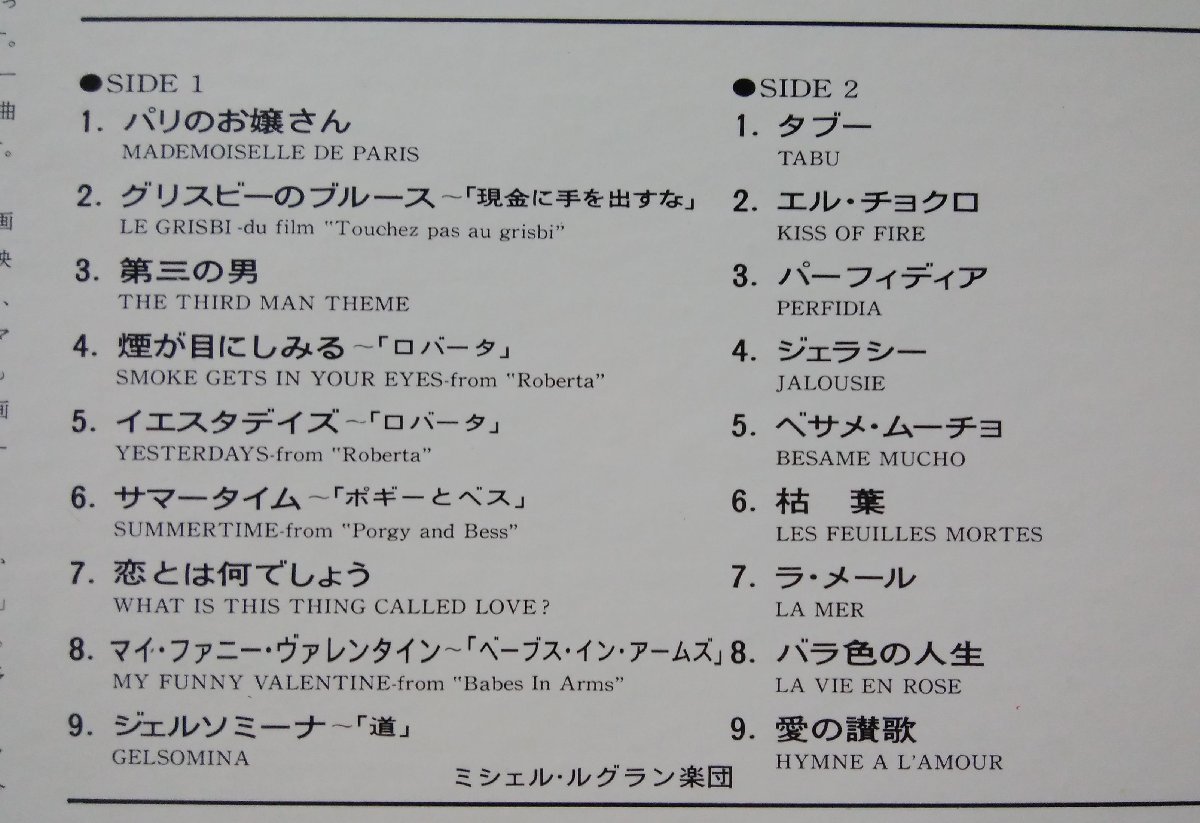 ●SIDE 1
1. パリのお嬢さん
MADEMOISELLE DE PARIS
2. グリスビーのブルース~「現金に手を出すな」
LE GRISBI-du film "Touchez pas au grisbi"
3. 第三の男
THE THIRD MAN THEME
4. 煙が目にしみる~「ロバータ」
SMOKE GETS IN YOUR EYES-from "Roberta"
5. イエスタデイズ~「ロバータ」
YESTERDAYS-from "Roberta"
6. サマータイム~「ポギーとベス」
SUMMERTIME-from "Porgy and Bess"
7. 恋とは何でしょう
WHAT IS THIS THING CALLED LOVE?
8. マイ・ファニー・ヴァレンタイン~「ベーブス・イン・アームズ」
MY FUNNY VALENTINE-from "Babes In Arms"
9. ジェルソミーナ~「道」
GELSOMINA
●SIDE 2
1. タブー
TABU
2. エル・チョクロ
KISS OF FIRE
3. パーフィディア
PERFIDIA
4. ジェラシー
JALOUSIE
5. ベサメ・ムーチョ
BESAME MUCHO
6. 枯 葉
LES FEUILLES MORTES
7. ラ・メール
LA MER
8. バラ色の人生
LA VIE EN ROSE
9. 愛の讃歌
HYMNE A L'AMOUR
ミシェル・ルグラン楽団